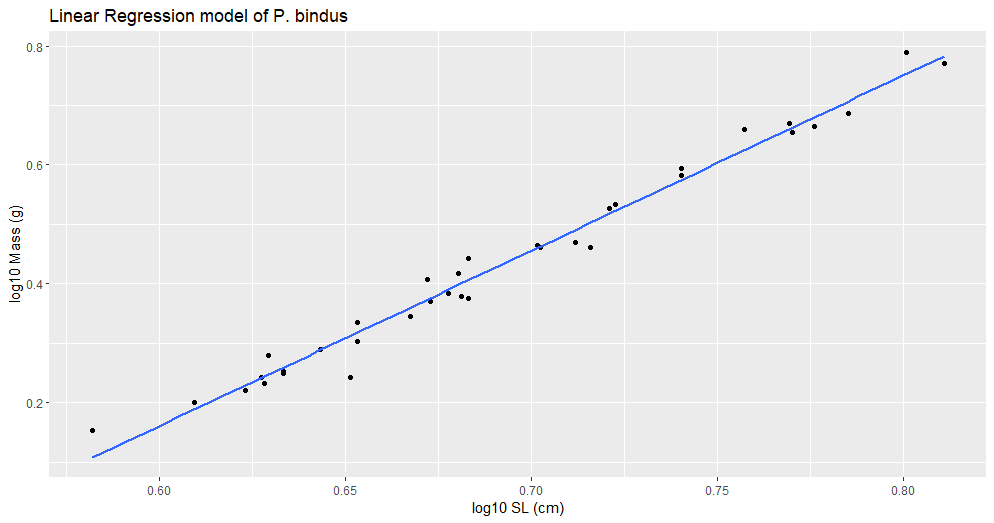 Linear Regression model of P. bindus
0.8
0.6
0.4
0.2
log10 Mass (g)
0.60 0.65 0.70 0.75 0.80
log10 SL (cm)